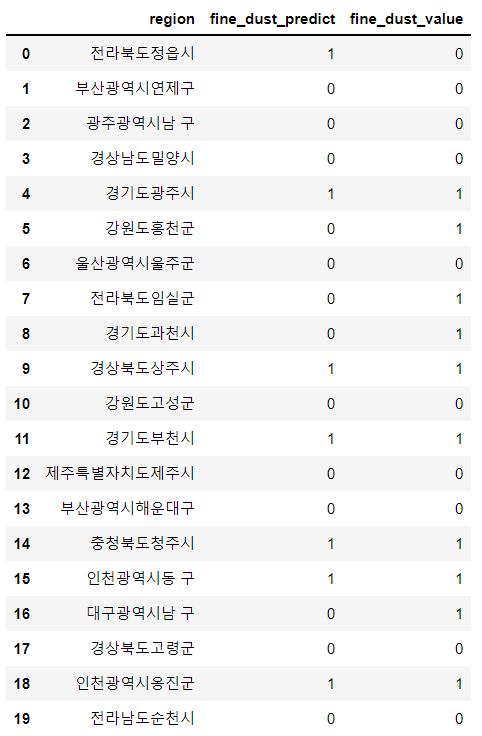 region fine_dust_predict fine_dust_value
0 전라북도정읍시 1 0
1 부산광역시연제구 0 0
2 광주광역시남 구 0 0
3 경상남도밀양시 0 0
4 경기도광주시 1 1
5 강원도홍천군 0 1
6 울산광역시울주군 0 0
7 전라북도임실군 0 1
8 경기도과천시 0 1
9 경상북도상주시 1 1
10 강원도고성군 0 0
11 경기도부천시 1 1
12 제주특별자치도제주시 0 0
13 부산광역시해운대구 0 0
14 충청북도청주시 1 1
15 인천광역시동 구 1 1
16 대구광역시남 구 0 1
17 경상북도고령군 0 0
18 인천광역시옹진군 1 1
19 전라남도순천시 0 0